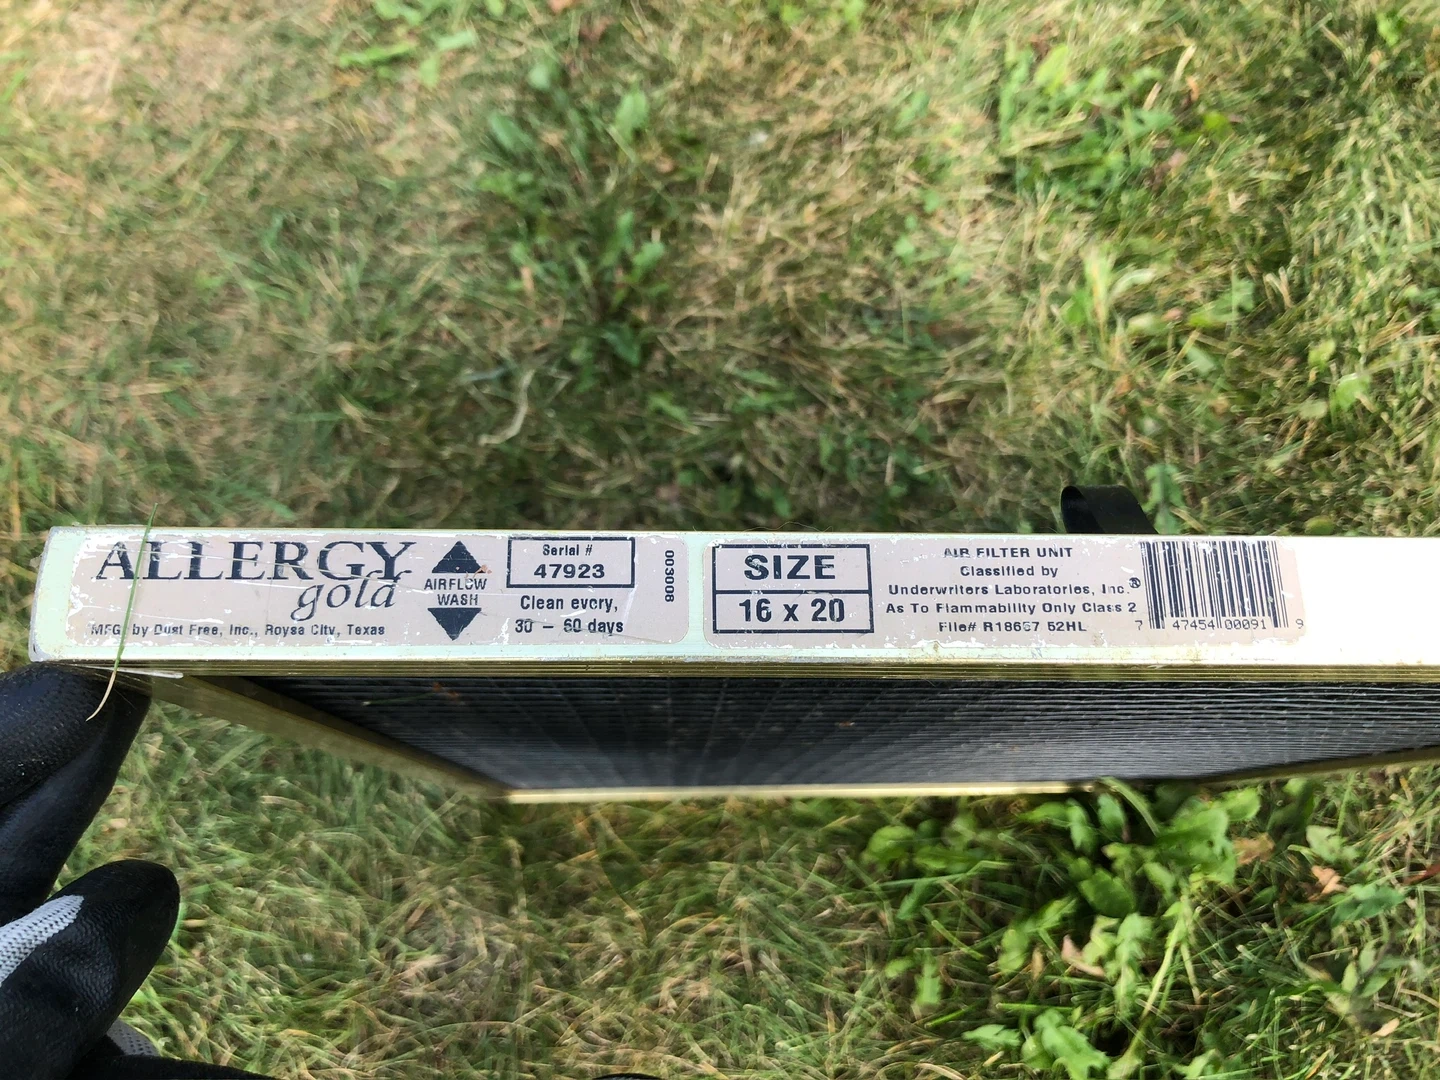 ALLERGY
gold
MFG. by Dust Free, Inc., Roysa City, Texas
AIRFLOW
WASH
Serial #
47923
Clean every,
30 – 60 days
003008
SIZE
16 x 20
AIR FILTER UNIT
Classified by
Underwriters Laboratories, Inc.®
As To Flammability Only Class 2
File# R18667 52HL
7 47454 00091 9